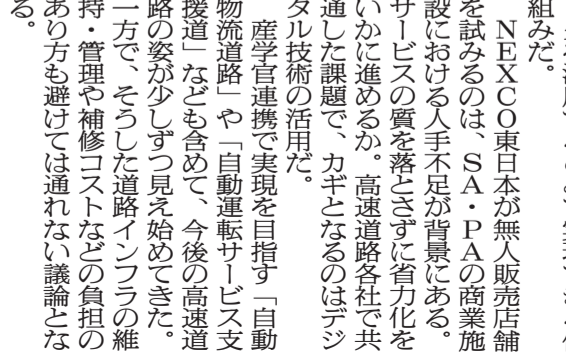 組みだ。
　NEXCO東日本が無人販売店舗
を試みるのは、SA・PAの商業施
設における人手不足が背景にある。
サービスの質を落とさずに省力化を
いかに進めるか。高速道路各社で共
通した課題で、カギとなるのはデジ
タル技術の活用だ。
　産学官連携で実現を目指す「自動
物流道路」や「自動運転サービス支
援道」なども含めて、今後の高速道
路の姿が少しずつ見え始めてきた。
一方で、そうした道路インフラの維
持・管理や補修コストなどの負担の
あり方も避けては通れない議論とな
る。